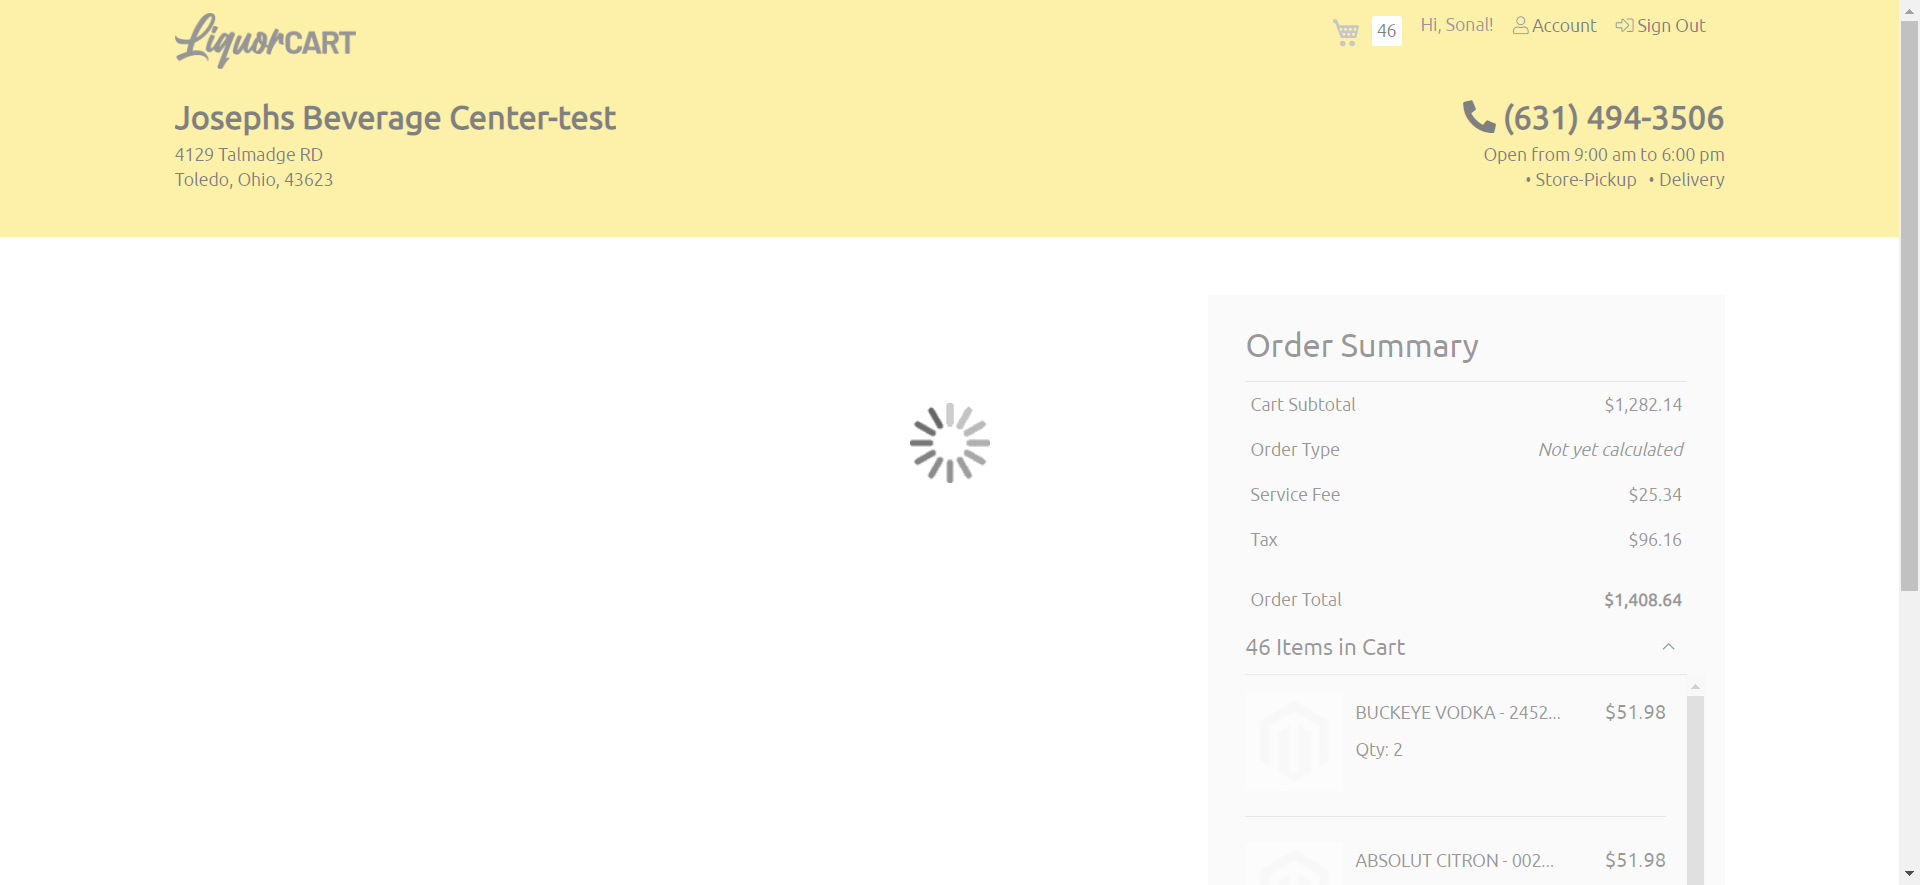 LiquorCART
46
Hi, Sonal!
Account
Sign Out
Josephs Beverage Center-test
4129 Talmadge RD
Toledo, Ohio, 43623
(631) 494-3506
Open from 9:00 am to 6:00 pm
• Store-Pickup • Delivery
Order Summary
Cart Subtotal $1,282.14
Order Type Not yet calculated
Service Fee $25.34
Tax $96.16
Order Total $1,408.64
46 Items in Cart
BUCKEYE VODKA - 2452... $51.98
Qty: 2
ABSOLUT CITRON - 002... $51.98